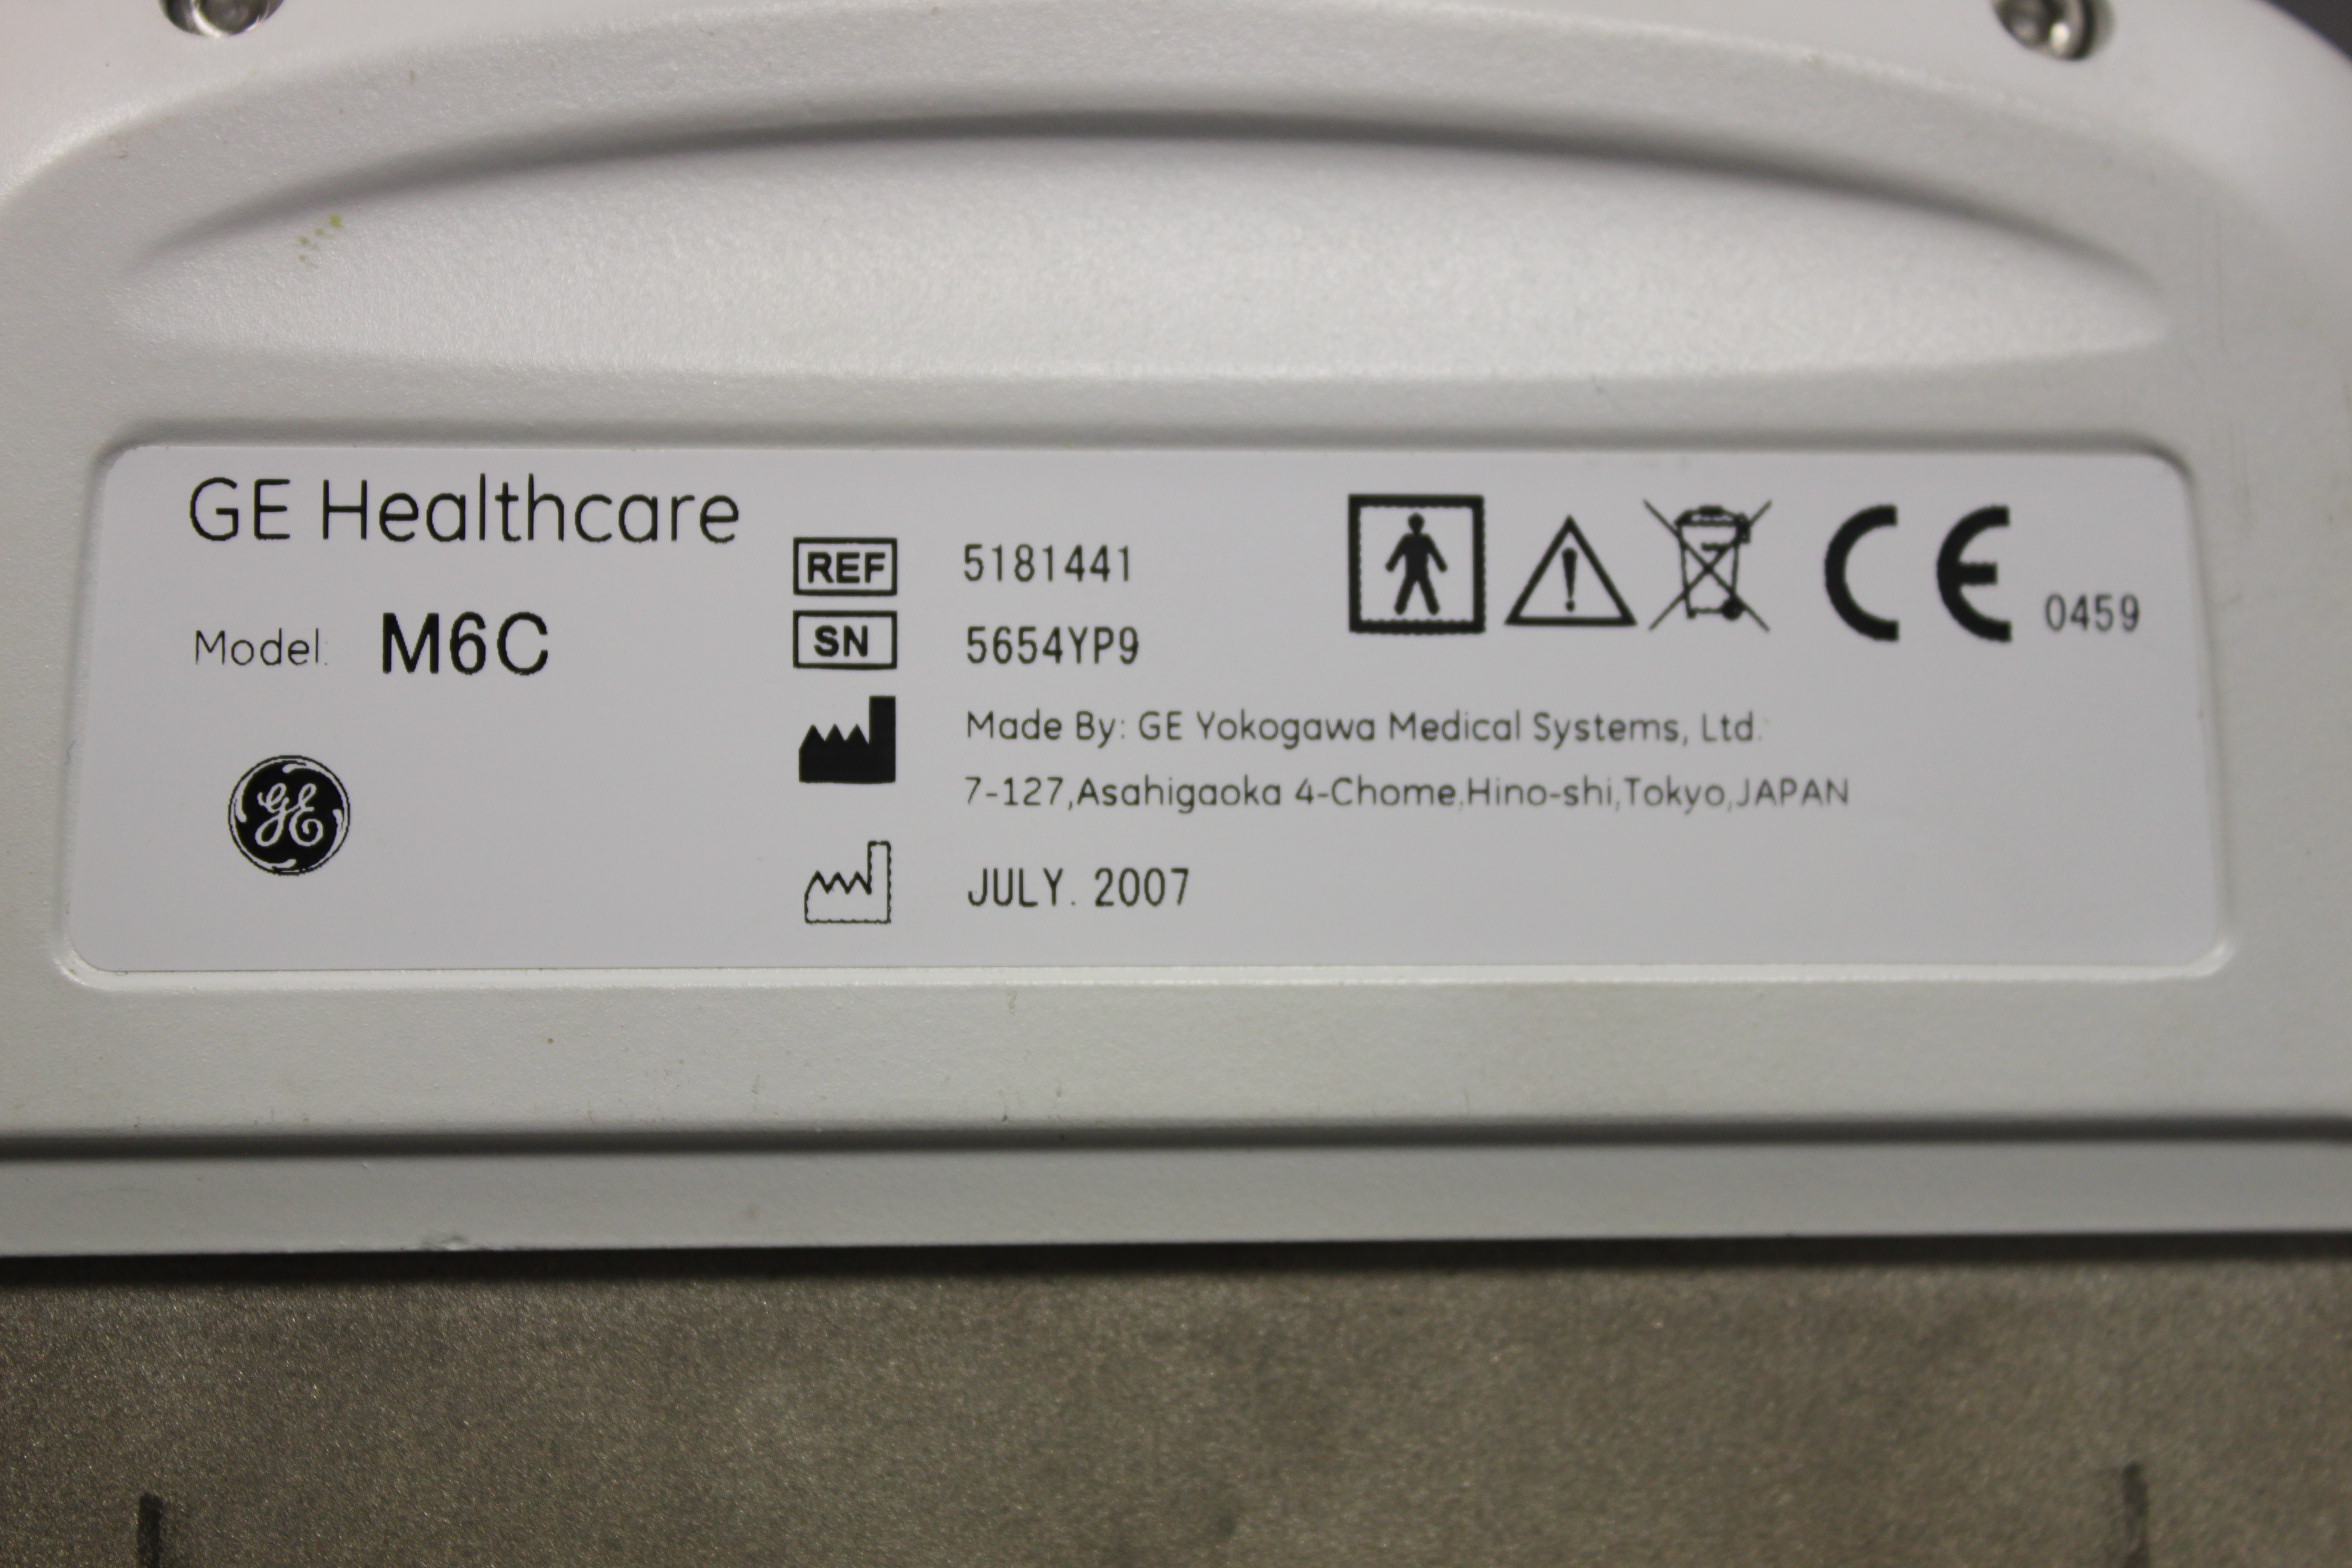 GE Healthcare
Model: M6C
GE
REF 5181441
SN 5654YP9
Made By: GE Yokogawa Medical Systems, Ltd.
7-127,Asahigaoka 4-Chome,Hino-shi,Tokyo,JAPAN
JULY. 2007
CE 0459